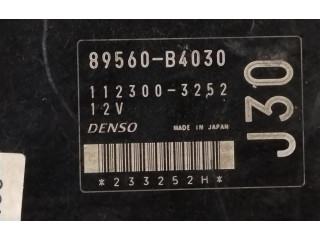 89560-B4030
112300-3252
12V
DENSO MADE IN JAPAN
*233252H*
J30